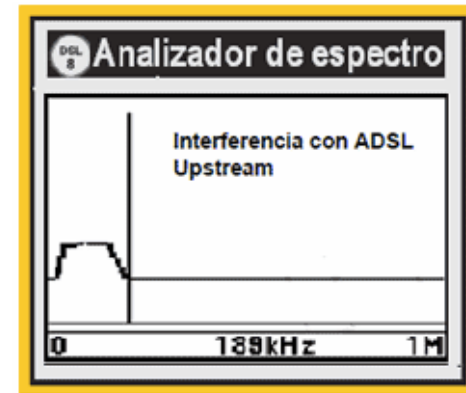 DSL 8 Analizador de espectro
Interferencia con ADSL
Upstream
0 189kHz 1M